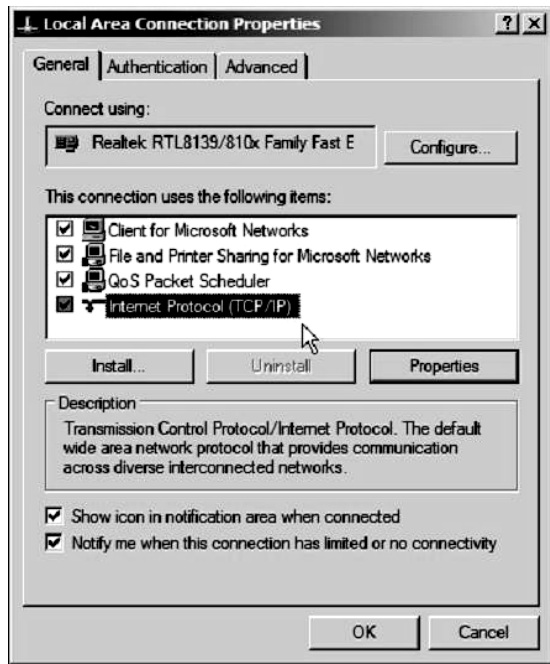 Local Area Connection Properties
General Authentication Advanced
Connect using:
Realtek RTL8139/810x Family Fast E
Configure...
This connection uses the following items:
Client for Microsoft Networks
File and Printer Sharing for Microsoft Networks
QoS Packet Scheduler
Internet Protocol (TCP/IP)
Install... Uninstall Properties
Description
Transmission Control Protocol/Internet Protocol. The default
wide area network protocol that provides communication
across diverse interconnected networks.
Show icon in notification area when connected
Notify me when this connection has limited or no connectivity
OK Cancel